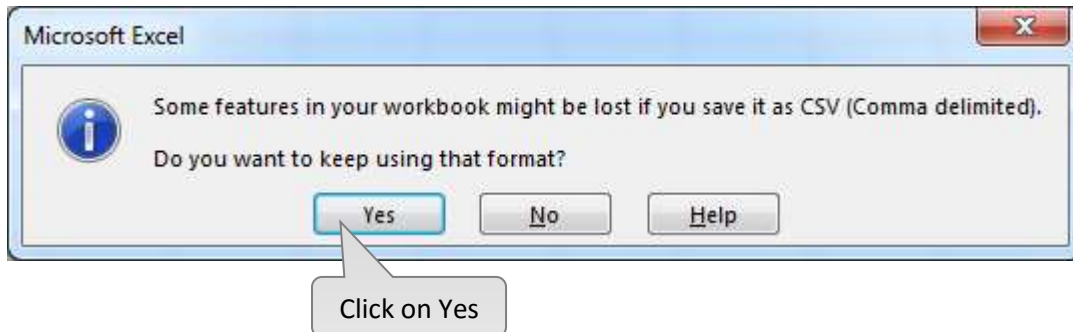 Microsoft Excel
Some features in your workbook might be lost if you save it as CSV (Comma delimited).
Do you want to keep using that format?
Yes
No
Help
Click on Yes